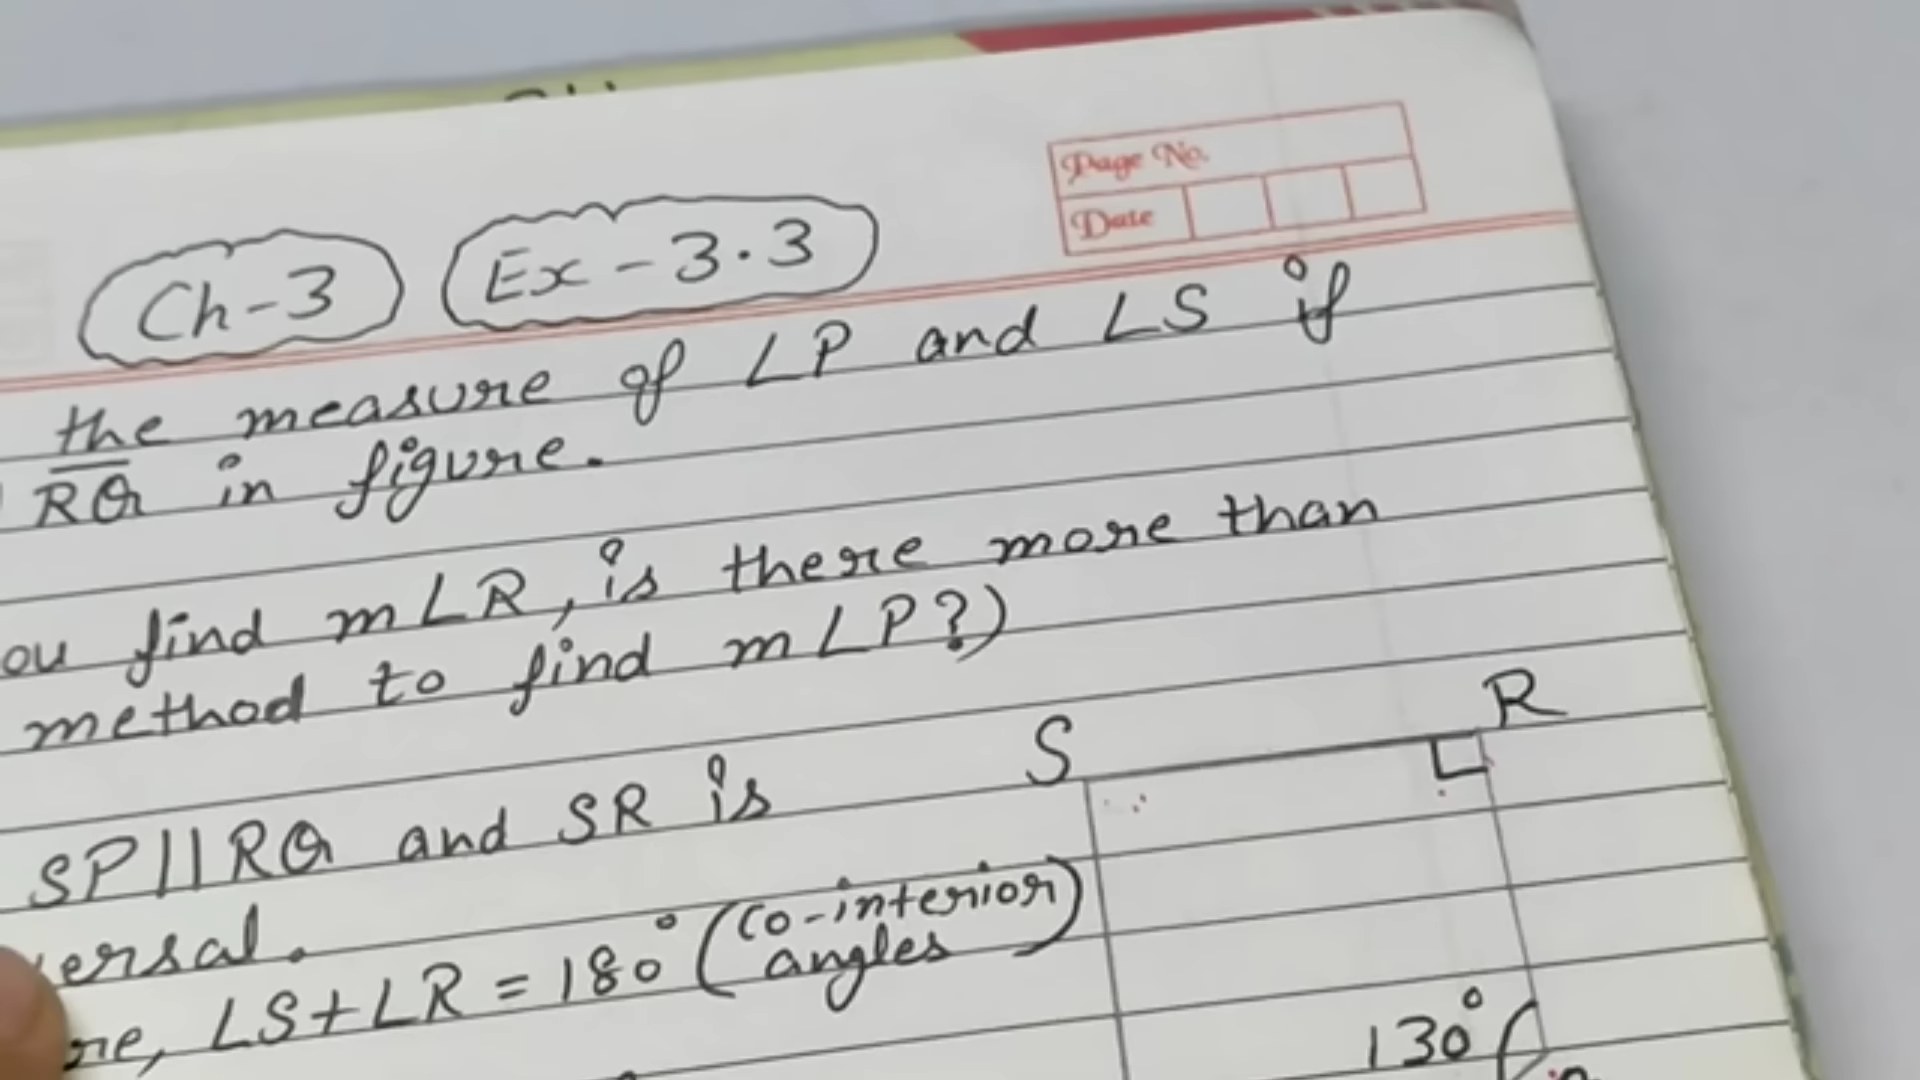 Page No.
Date
Ch-3 Ex-3.3
the measure of ∠P and ∠S if
RQ in figure.
ou find m∠R, is there more than
method to find m∠P?)
S R
SP||RQ and SR is
ersal.
re, ∠S+∠R = 180° (co-interior
angles)
130°